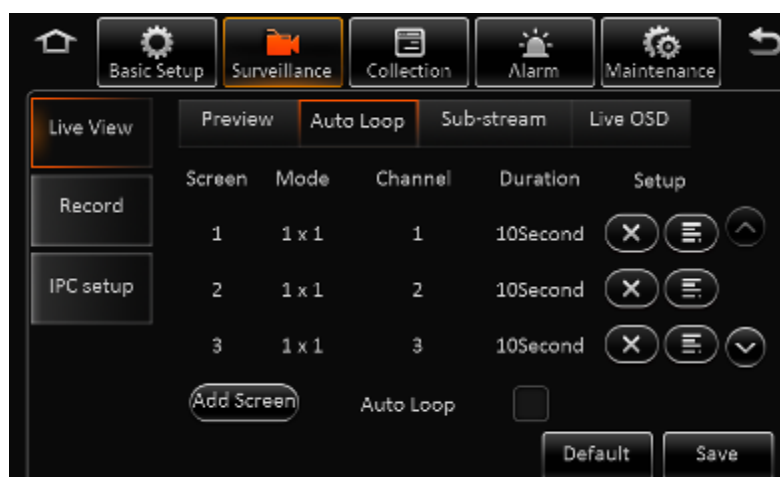 Basic Setup Surveillance Collection Alarm Maintenance
Live View
Record
IPC setup
Preview Auto Loop Sub-stream Live OSD
Screen Mode Channel Duration Setup
1 1 x 1 1 10Second
2 1 x 1 2 10Second
3 1 x 1 3 10Second
Add Screen Auto Loop
Default Save